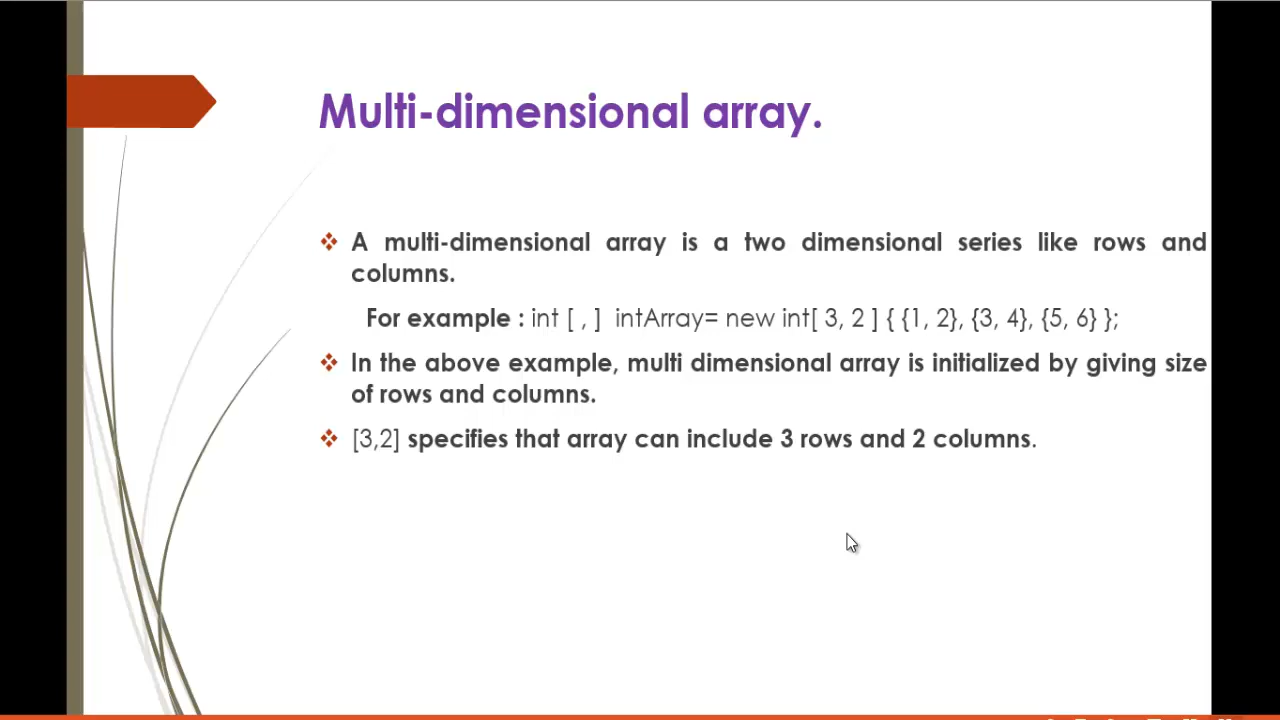 Multi-dimensional array.
A multi-dimensional array is a two dimensional series like rows and
columns.
For example : int [ , ] intArray= new int[ 3, 2 ] { {1, 2}, {3, 4}, {5, 6} };
In the above example, multi dimensional array is initialized by giving size
of rows and columns.
[3,2] specifies that array can include 3 rows and 2 columns.